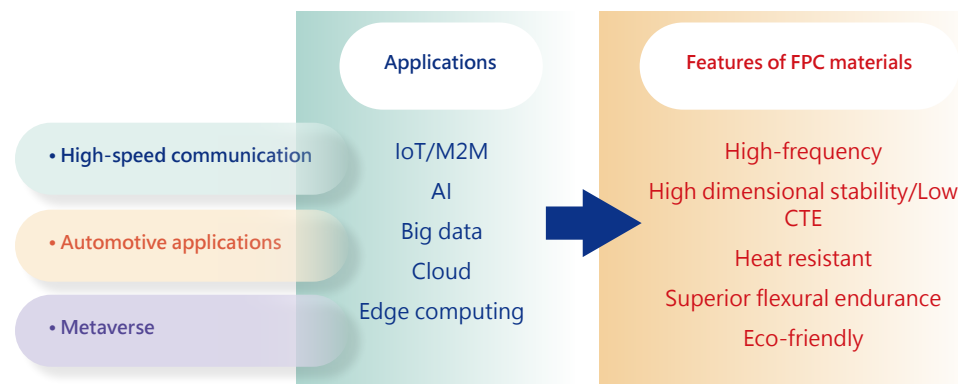 Applications
Features of FPC materials
• High-speed communication
• Automotive applications
• Metaverse
IoT/M2M
AI
Big data
Cloud
Edge computing
High-frequency
High dimensional stability/Low
CTE
Heat resistant
Superior flexural endurance
Eco-friendly